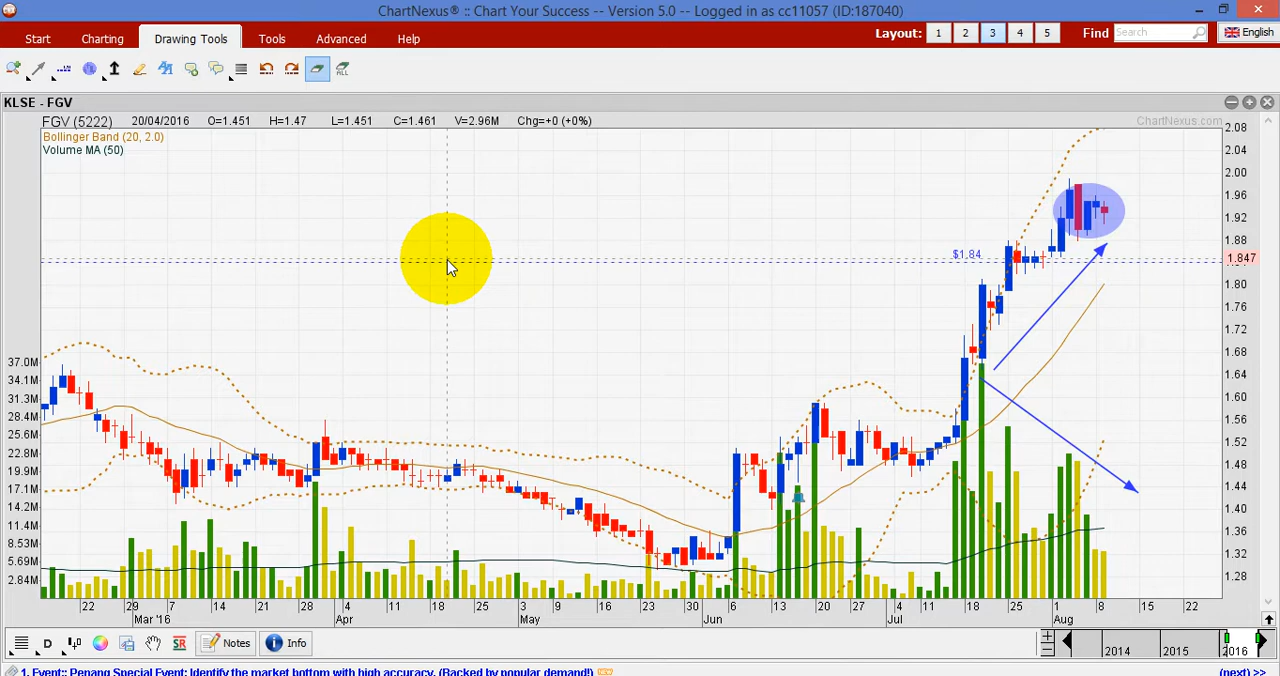 ChartNexus® :: Chart Your Success -- Version 5.0 -- Logged in as cc11057 (ID:187040)
Start Charting Drawing Tools Tools Advanced Help Layout: 1 2 3 4 5 Find Search English
ALL
KLSE - FGV
FGV (5222) 20/04/2016 O=1.451 H=1.47 L=1.451 C=1.461 V=2.96M Chg=+0 (+0%) ChartNexus.com
Bollinger Band (20, 2.0)
Volume MA (50)
2.08
2.04
2.00
1.96
1.92
1.88
$1.84
1.847
1.80
1.76
1.72
1.68
1.64
1.60
1.56
1.52
1.48
1.44
1.40
1.36
1.32
1.28
37.0M
34.1M
31.3M
28.4M
25.6M
22.8M
19.9M
17.1M
14.2M
11.4M
8.53M
5.69M
2.84M
22 29 7 14 21 28 4 11 18 25 3 9 16 23 30 6 13 20 27 4 11 18 25 1 8 15 22
Mar '16 Apr May Jun Jul Aug
D SR Notes Info 2014 2015 2016
1. Event:: Penang Special Event: Identify the market bottom with high accuracy. (Backed by popular demand!) (next) >>